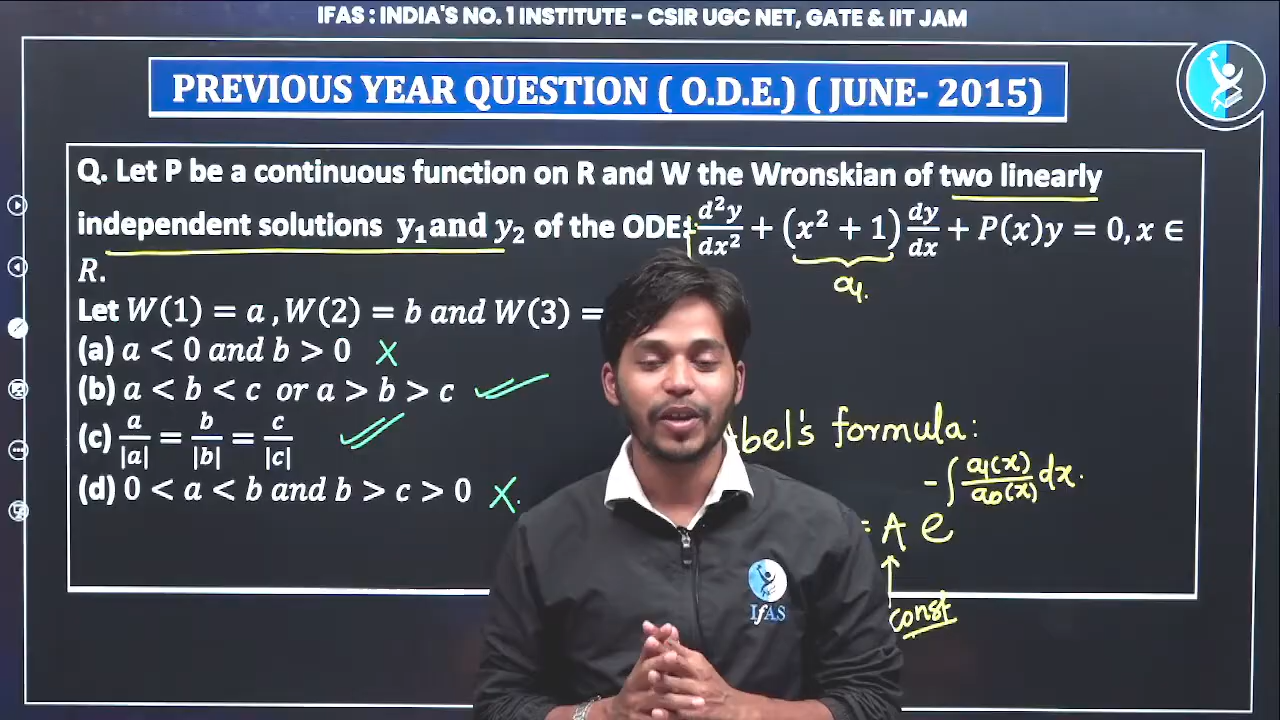 IFAS : INDIA'S NO. 1 INSTITUTE - CSIR UGC NET, GATE & IIT JAM
PREVIOUS YEAR QUESTION ( O.D.E.) ( JUNE- 2015)
Q. Let P be a continuous function on R and W the Wronskian of two linearly
independent solutions y₁and y₂ of the ODE: d²y/dx² + (x² + 1) dy/dx + P(x)y = 0, x ∈
R.
a₁.
Let W(1) = a , W(2) = b and W(3) =
(a) a < 0 and b > 0 X
(b) a < b < c or a > b > c ✓
(c) a/|a| = b/|b| = c/|c| ✓
(d) 0 < a < b and b > c > 0 X.
bel's formula:
= A e^(-∫ a₁(x)/a₀(x) dx.)
const
IfAS